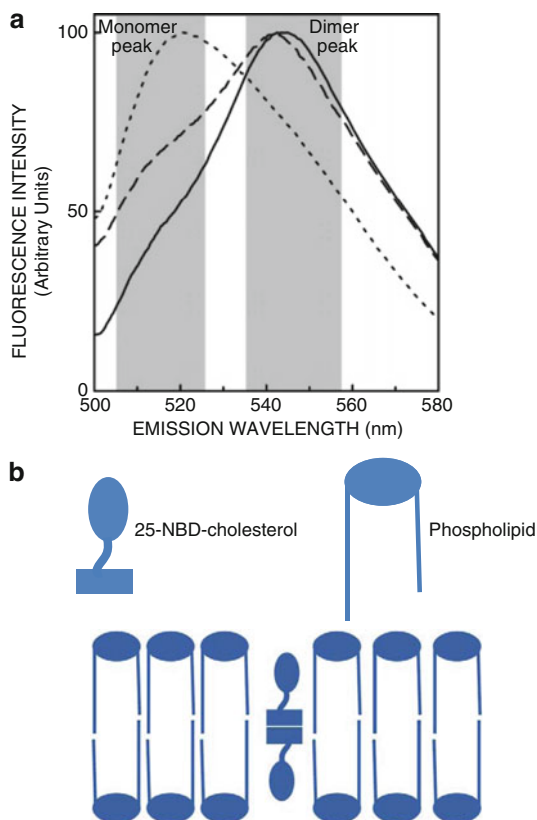 a
Monomer peak
Dimer peak
100
50
0
FLUORESCENCE INTENSITY
(Arbitrary Units)
500 520 540 560 580
EMISSION WAVELENGTH (nm)
b
25-NBD-cholesterol
Phospholipid